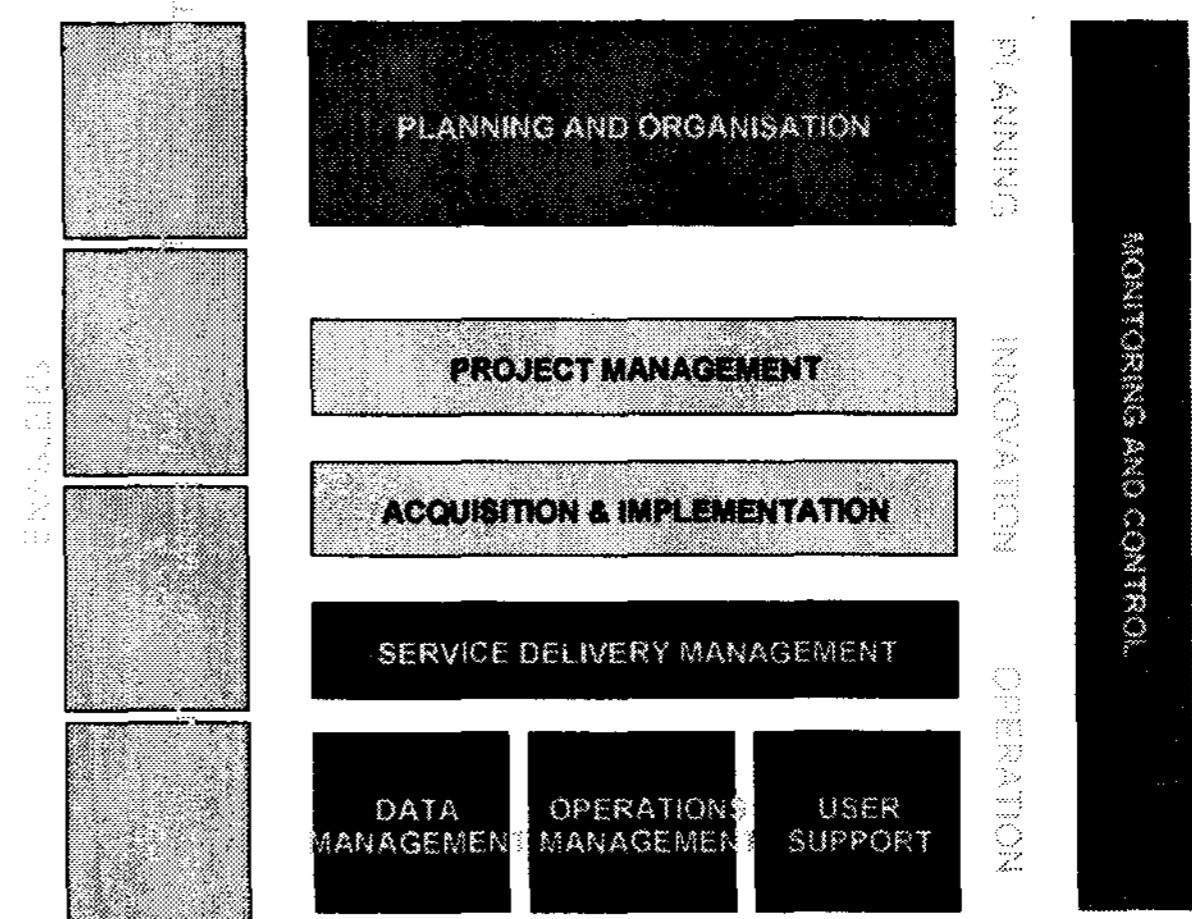 PLANNING AND ORGANISATION
PLANNING
PROJECT MANAGEMENT
INNOVATION
ACQUISITION & IMPLEMENTATION
SERVICE DELIVERY MANAGEMENT
OPERATION
DATA
MANAGEMENT
OPERATIONS
MANAGEMENT
USER
SUPPORT
MONITORING AND CONTROL
ENABLERS